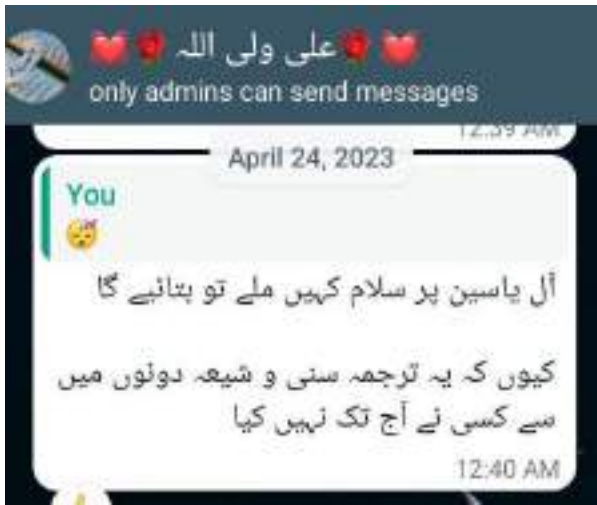 ❤️🌹علی ولی اللہ🌹❤️
only admins can send messages
12:39 AM
April 24, 2023
You
😴
آل یاسین پر سلام کہیں ملے تو بتائیے گا
کیوں کہ یہ ترجمہ سنی و شیعہ دونوں میں
سے کسی نے آج تک نہیں کیا
12:40 AM